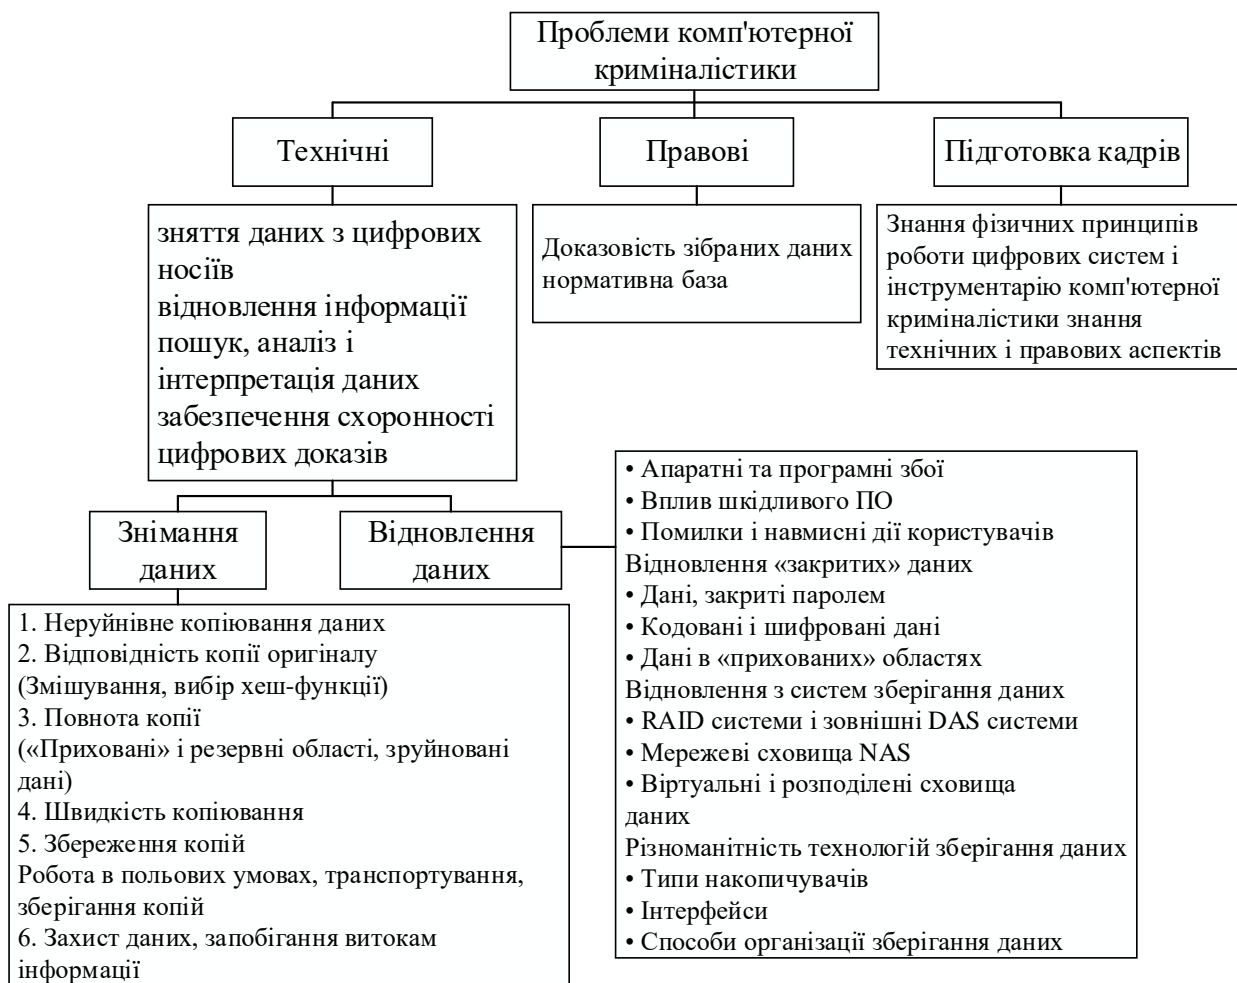 Проблеми комп'ютерної
криміналістики
Технічні
Правові
Підготовка кадрів
зняття даних з цифрових
носіїв
відновлення інформації
пошук, аналіз і
інтерпретація даних
забезпечення схоронності
цифрових доказів
Доказовість зібраних даних
нормативна база
Знання фізичних принципів
роботи цифрових систем і
інструментарію комп'ютерної
криміналістики знання
технічних і правових аспектів
Знімання
даних
Відновлення
даних
1. Неруйнівне копіювання даних
2. Відповідність копії оригіналу
(Змішування, вибір хеш-функції)
3. Повнота копії
(«Приховані» і резервні області, зруйновані
дані)
4. Швидкість копіювання
5. Збереження копій
Робота в польових умовах, транспортування,
зберігання копій
6. Захист даних, запобігання витокам
інформації
• Апаратні та програмні збої
• Вплив шкідливого ПО
• Помилки і навмисні дії користувачів
Відновлення «закритих» даних
• Дані, закриті паролем
• Кодовані і шифровані дані
• Дані в «прихованих» областях
Відновлення з систем зберігання даних
• RAID системи і зовнішні DAS системи
• Мережеві сховища NAS
• Віртуальні і розподілені сховища
даних
Різноманітність технологій зберігання даних
• Типи накопичувачів
• Інтерфейси
• Способи організації зберігання даних